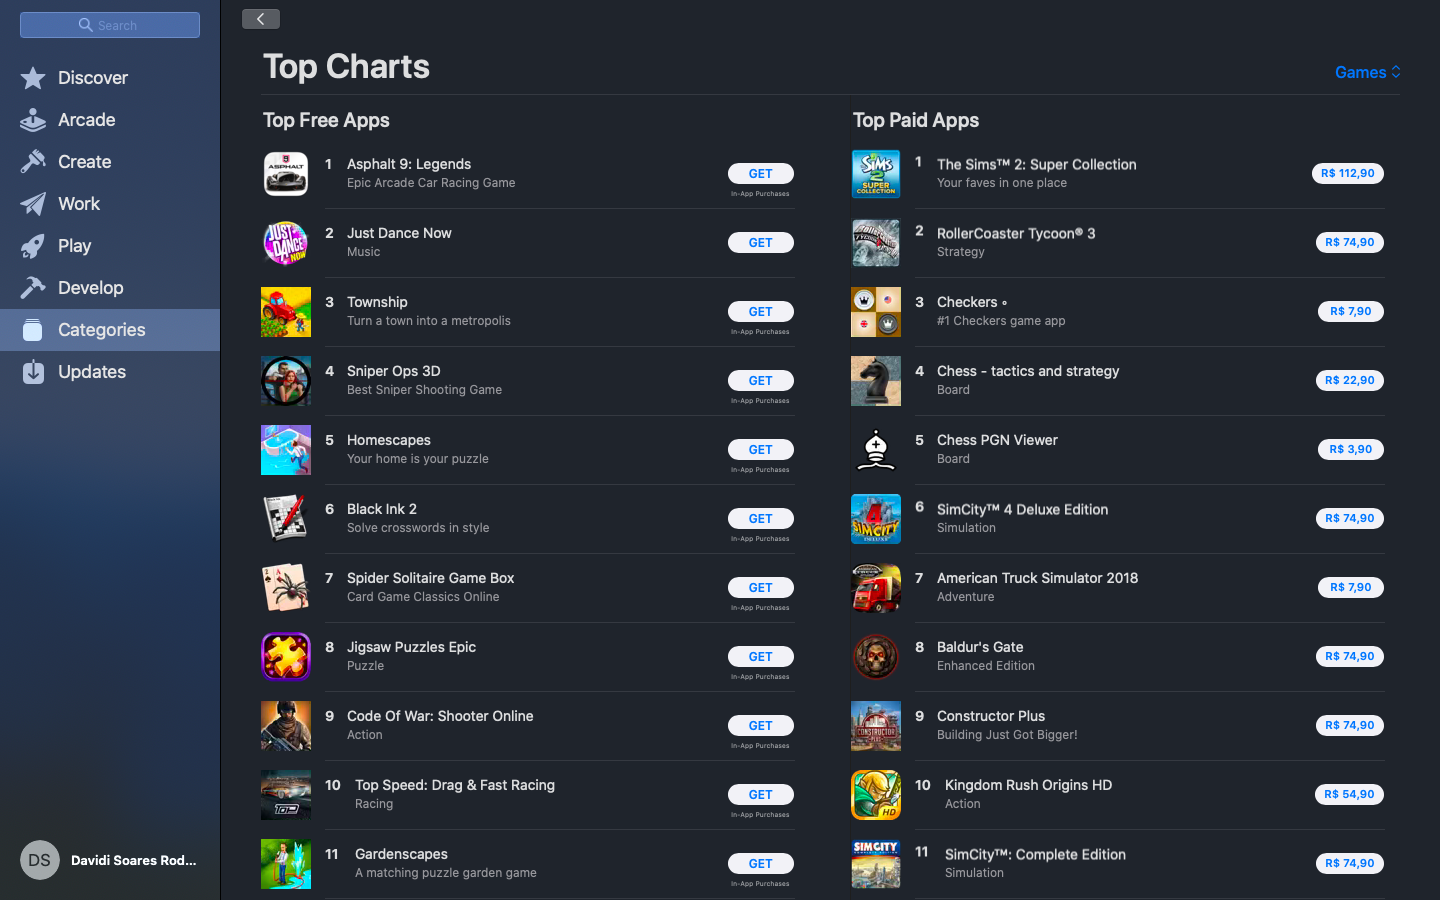 Search
Discover
Arcade
Create
Work
Play
Develop
Categories
Updates
DS
Davidi Soares Rod...
Top Charts
Games
Top Free Apps
1 Asphalt 9: Legends
Epic Arcade Car Racing Game
GET
In-App Purchases
2 Just Dance Now
Music
GET
3 Township
Turn a town into a metropolis
GET
In-App Purchases
4 Sniper Ops 3D
Best Sniper Shooting Game
GET
In-App Purchases
5 Homescapes
Your home is your puzzle
GET
In-App Purchases
6 Black Ink 2
Solve crosswords in style
GET
In-App Purchases
7 Spider Solitaire Game Box
Card Game Classics Online
GET
In-App Purchases
8 Jigsaw Puzzles Epic
Puzzle
GET
In-App Purchases
9 Code Of War: Shooter Online
Action
GET
In-App Purchases
10 Top Speed: Drag & Fast Racing
Racing
GET
In-App Purchases
11 Gardenscapes
A matching puzzle garden game
GET
In-App Purchases
Top Paid Apps
1 The Sims™ 2: Super Collection
Your faves in one place
R$ 112,90
2 RollerCoaster Tycoon® 3
Strategy
R$ 74,90
3 Checkers ∘
#1 Checkers game app
R$ 7,90
4 Chess - tactics and strategy
Board
R$ 22,90
5 Chess PGN Viewer
Board
R$ 3,90
6 SimCity™ 4 Deluxe Edition
Simulation
R$ 74,90
7 American Truck Simulator 2018
Adventure
R$ 7,90
8 Baldur's Gate
Enhanced Edition
R$ 74,90
9 Constructor Plus
Building Just Got Bigger!
R$ 74,90
10 Kingdom Rush Origins HD
Action
R$ 54,90
11 SimCity™: Complete Edition
Simulation
R$ 74,90